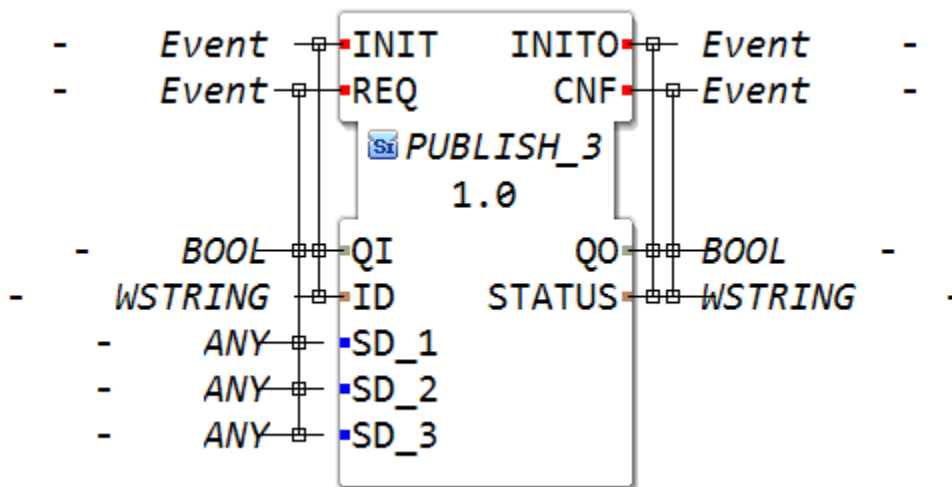 - Event INIT INITO Event -
- Event REQ CNF Event -
Si PUBLISH_3
1.0
- BOOL QI QO BOOL -
- WSTRING ID STATUS WSTRING -
- ANY SD_1
- ANY SD_2
- ANY SD_3